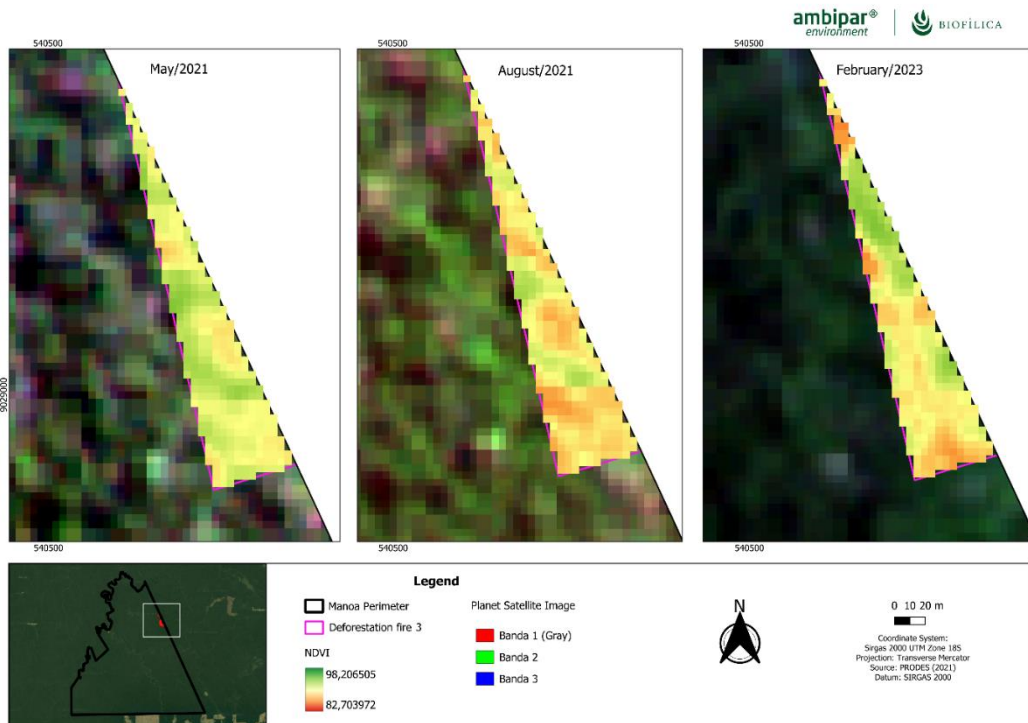 ambipar®
environment
BIOFÍLICA
540500
540500
540500
May/2021
August/2021
February/2023
9029000
540500
540500
540500
Legend
Manoa Perimeter
Deforestation fire 3
NDVI
98,206505
82,703972
Planet Satellite Image
Banda 1 (Gray)
Banda 2
Banda 3
N
0 10 20 m
Coordinate System:
Sirgas 2000 UTM Zone 18S
Projection: Transverse Mercator
Source: PRODES (2021)
Datum: SIRGAS 2000